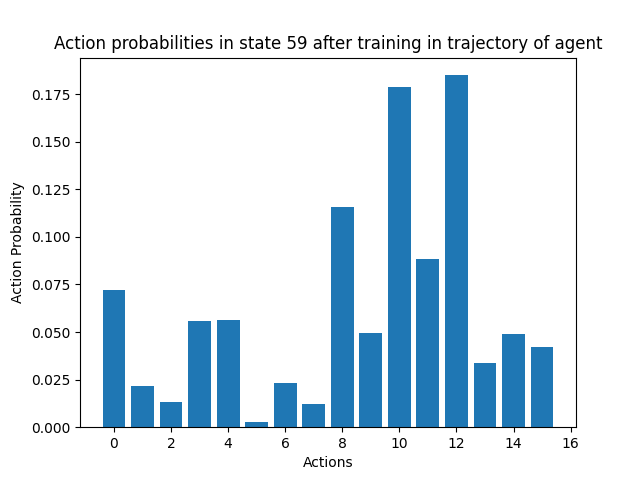 Action probabilities in state 59 after training in trajectory of agent
0.175
0.150
0.125
0.100
0.075
0.050
0.025
0.000
Action Probability
0 2 4 6 8 10 12 14 16
Actions